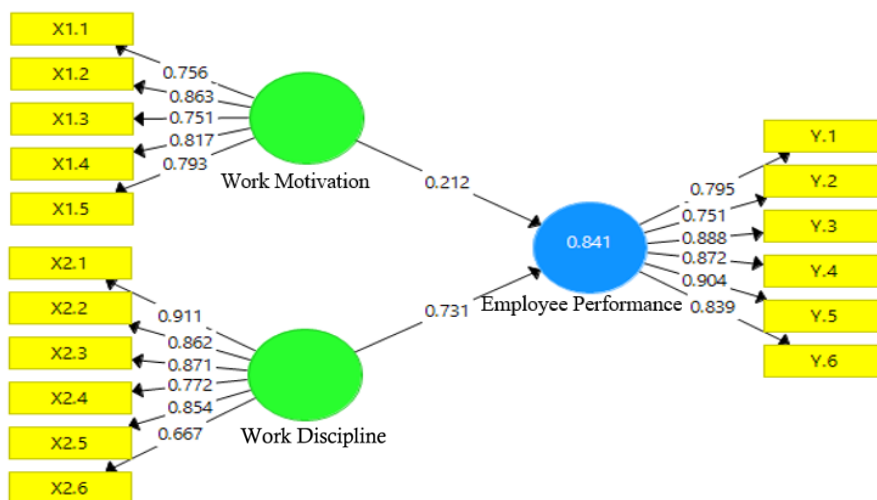 X1.1
0.756
X1.2
0.863
X1.3
0.751
X1.4
0.817
X1.5
0.793
Work Motivation
0.212
X2.1
0.911
X2.2
0.862
X2.3
0.871
X2.4
0.772
X2.5
0.854
X2.6
0.667
Work Discipline
0.731
0.841
Employee Performance
Y.1
0.795
Y.2
0.751
Y.3
0.888
Y.4
0.872
Y.5
0.904
Y.6
0.839